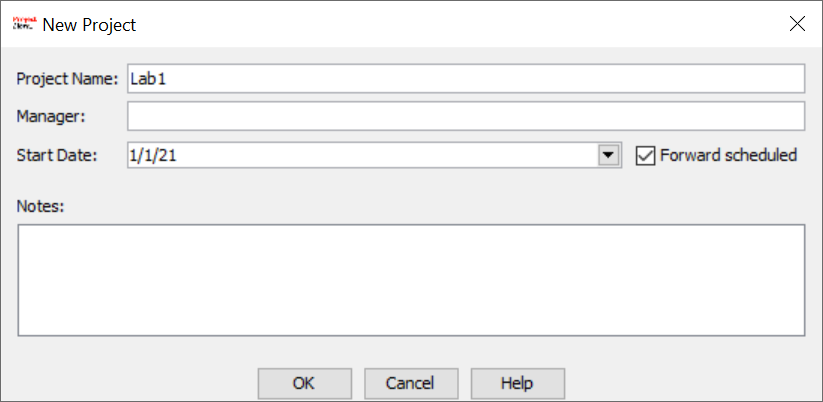 New Project
Project Name: Lab1
Manager:
Start Date: 1/1/21 Forward scheduled
Notes:
OK Cancel Help